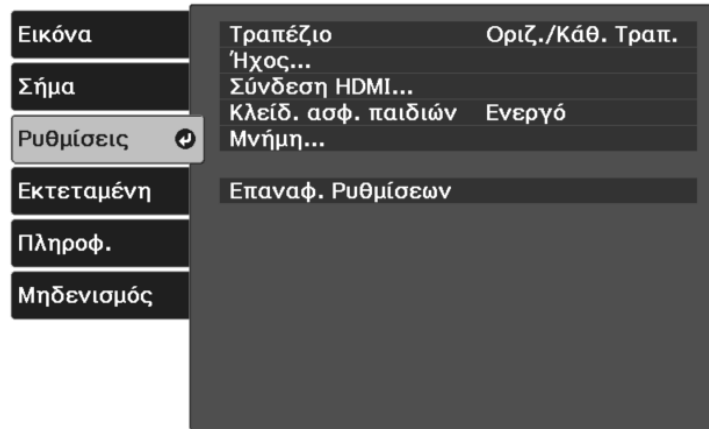 Εικόνα
Σήμα
Ρυθμίσεις
Εκτεταμένη
Πληροφ.
Μηδενισμός
Τραπέζιο Οριζ./Κάθ. Τραπ.
Ήχος...
Σύνδεση HDMI...
Κλείδ. ασφ. παιδιών Ενεργό
Μνήμη...
Επαναφ. Ρυθμίσεων